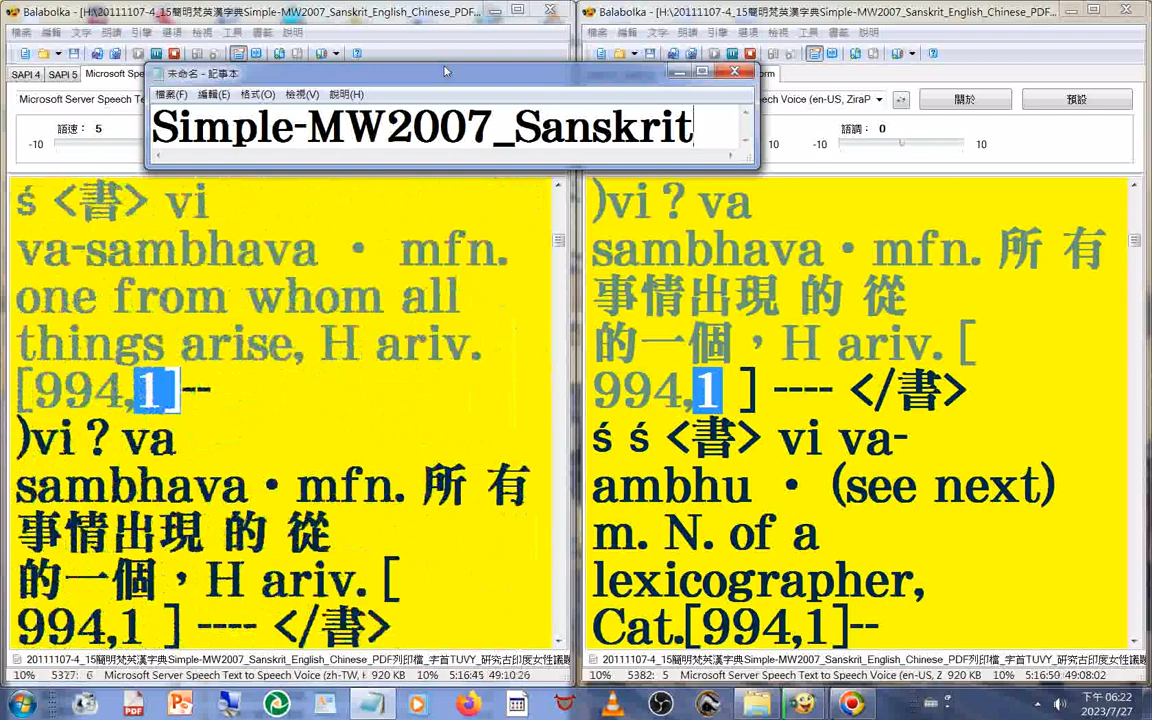 Balabolka - [H:\20111107-4_15簡明梵英漢字典Simple-MW2007_Sanskrit_English_Chinese_PDF...
檔案 編輯 文字 朗讀 引擎 選項 檢視 工具 書籤 說明
SAPI 4 SAPI 5 Microsoft Sp
Microsoft Server Speech Te
語速： 5
-10
ś <書> vi
va-sambhava • mfn.
one from whom all
things arise, H ariv.
[994,1]--
)vi？va
sambhava•mfn. 所 有
事情出現 的 從
的一個，H ariv. [
994,1 ] ---- </書>
20111107-4_15簡明梵英漢字典Simple-MW2007_Sanskrit_English_Chinese_PDF列印檔_字首TUVY_研究古印度女性議題
10% 5327: 6 Microsoft Server Speech Text to Speech Voice (zh-TW, H 920 KB 5:16:45 49:10:26
未命名 - 記事本
檔案(F) 編輯(E) 格式(O) 檢視(V) 說明(H)
Simple-MW2007_Sanskrit
Balabolka - [H:\20111107-4_15簡明梵英漢字典Simple-MW2007_Sanskrit_English_Chinese_PDF...
檔案 編輯 文字 朗讀 引擎 選項 檢視 工具 書籤 說明
orm
ech Voice (en-US, ZiraP
關於
預設
語調： 0
10 -10 10
)vi？va
sambhava•mfn. 所 有
事情出現 的 從
的一個，H ariv. [
994,1 ] ---- </書>
ś ś <書> vi va-
ambhu • (see next)
m. N. of a
lexicographer,
Cat.[994,1]--
20111107-4_15簡明梵英漢字典Simple-MW2007_Sanskrit_English_Chinese_PDF列印檔_字首TUVY_研究古印度女性議題
10% 5382: 5 Microsoft Server Speech Text to Speech Voice (en-US, Z 920 KB 5:16:45 49:08:02
下午 06:22
2023/7/27